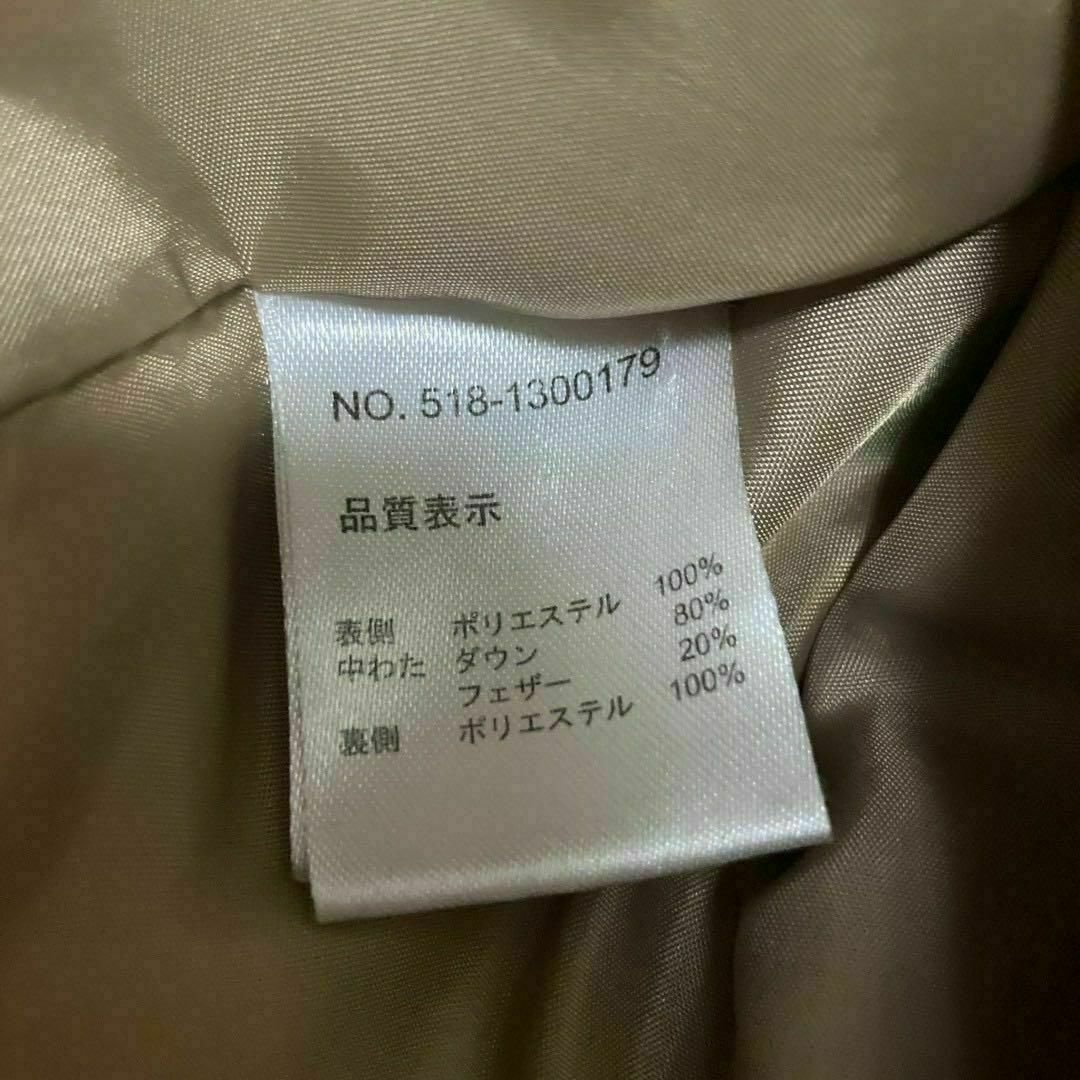 NO. 518-1300179
品質表示
表側 ポリエステル 100%
中わた ダウン 80%
フェザー 20%
裏側 ポリエステル 100%